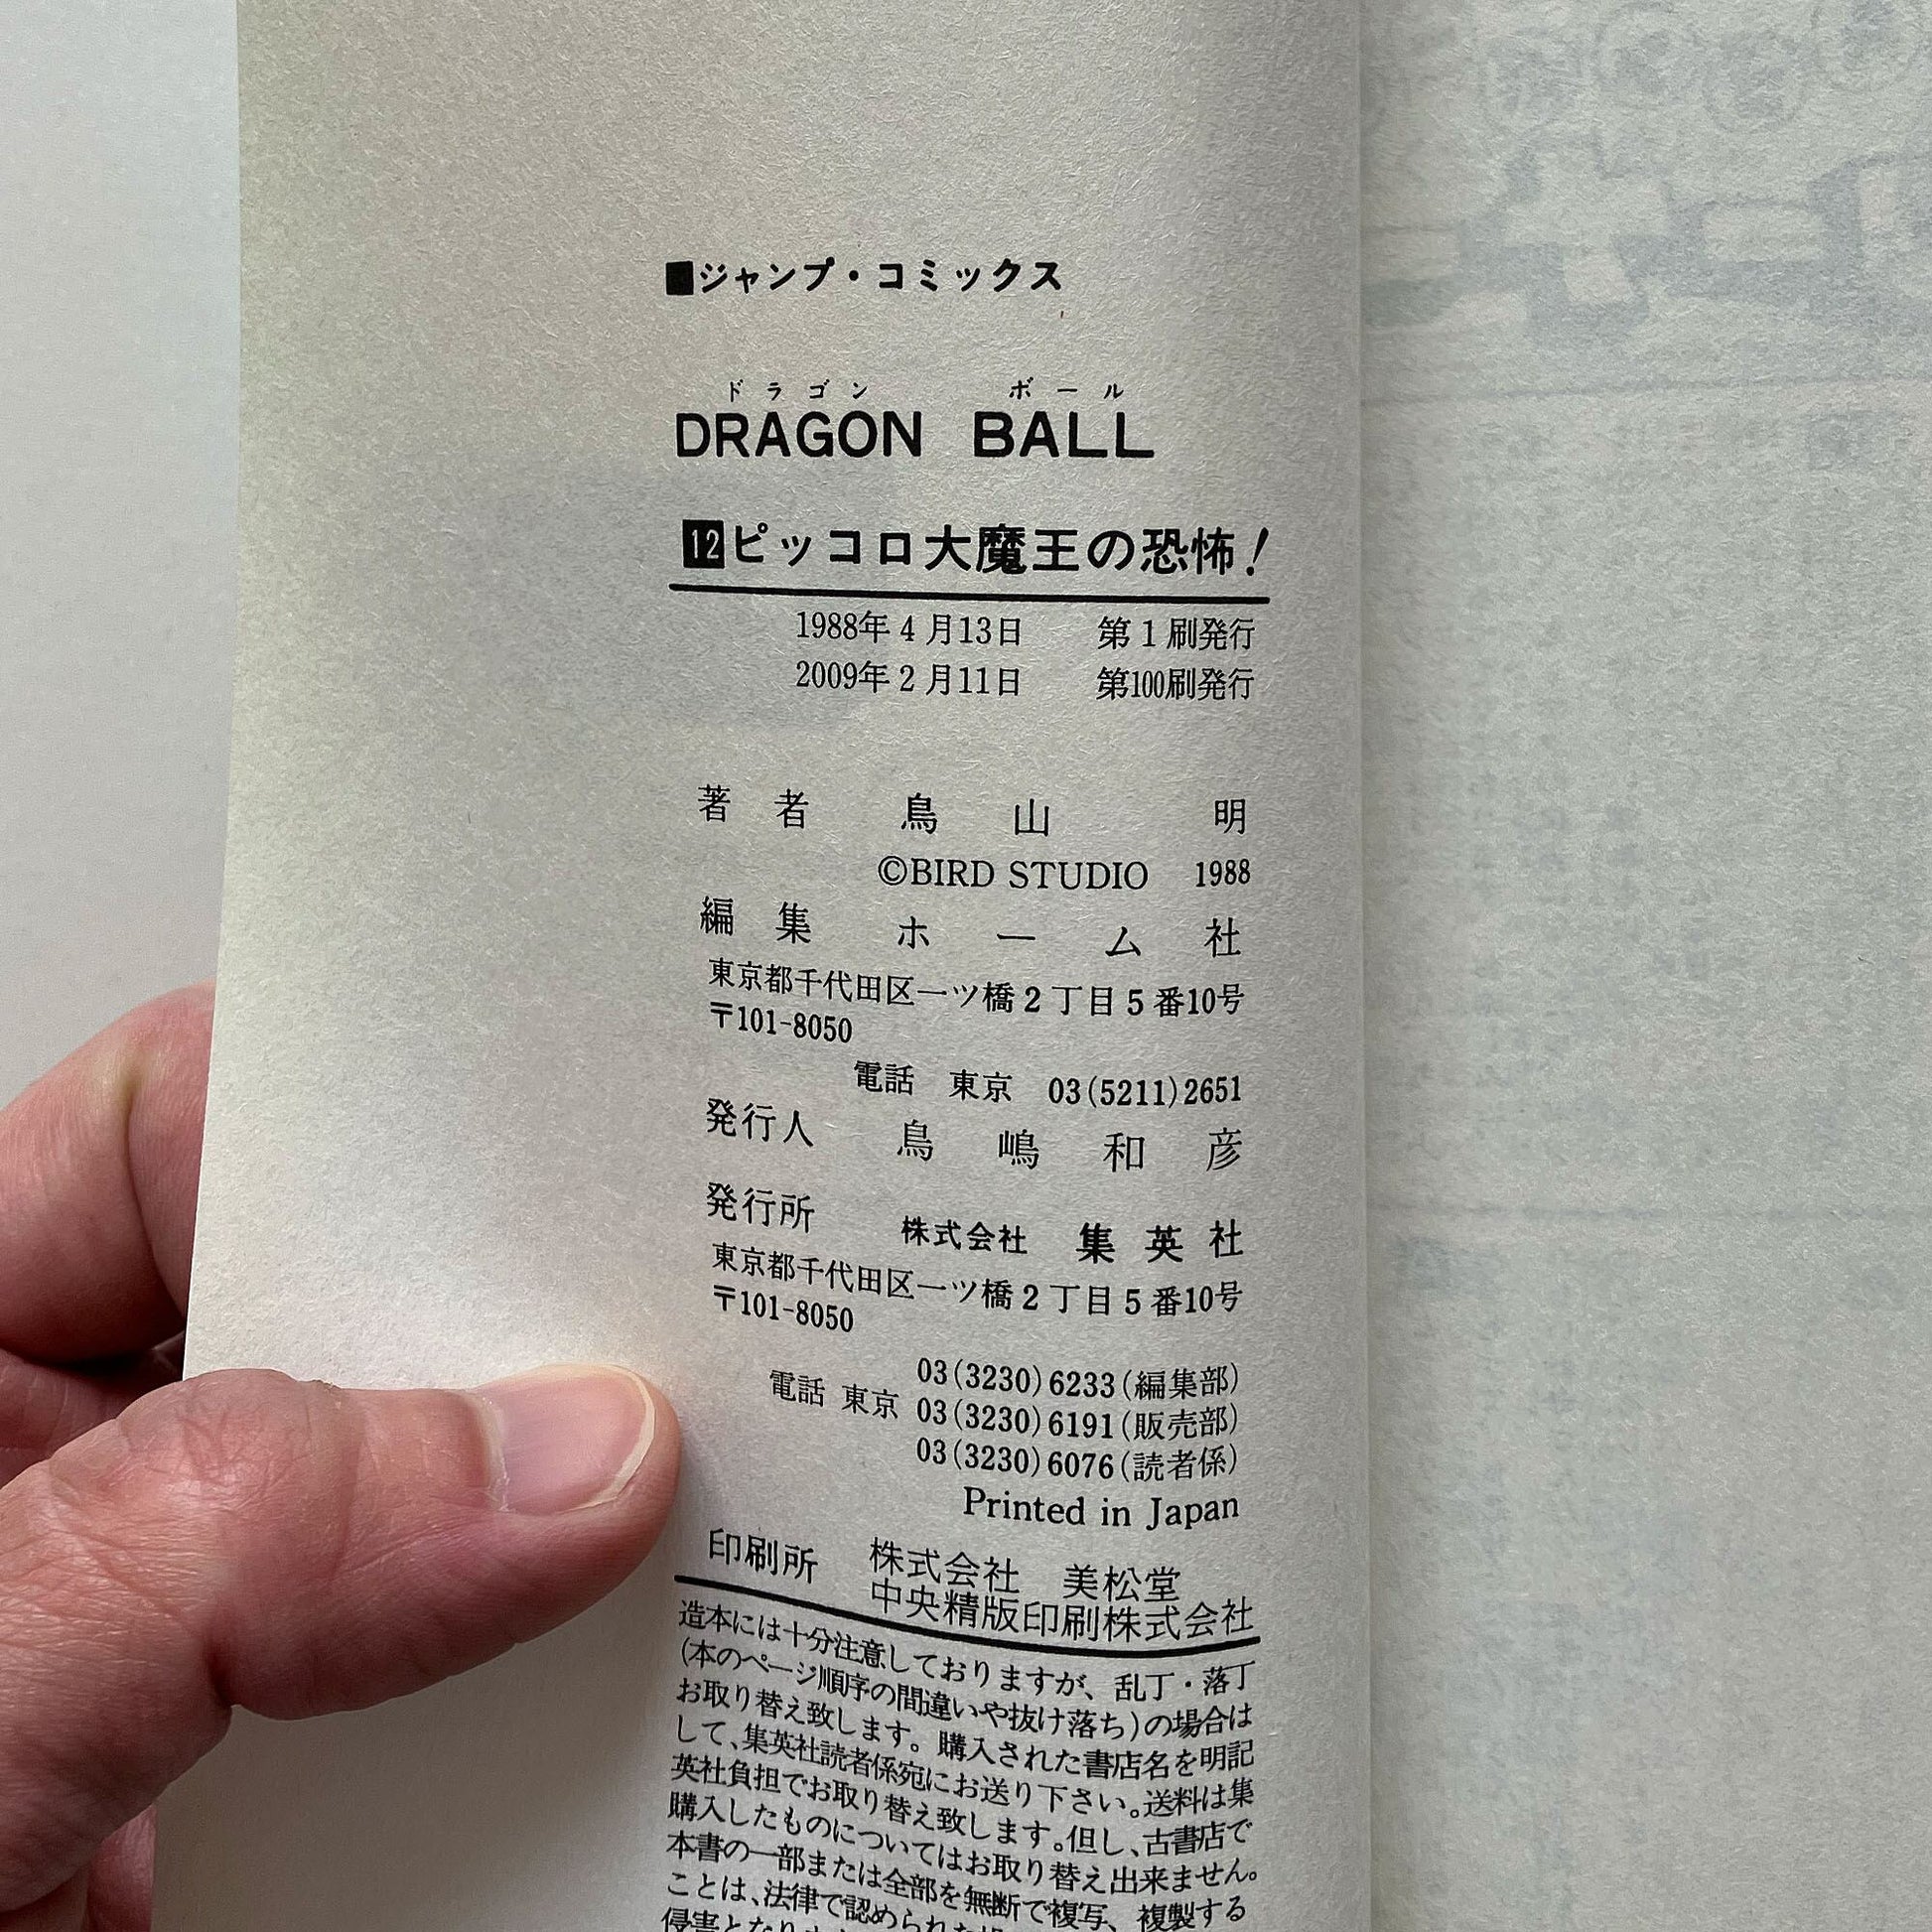 ■ジャンプ・コミックス
ドラゴン ボール
DRAGON BALL
12ピッコロ大魔王の恐怖!
1988年4月13日 第1刷発行
2009年2月11日 第100刷発行
著者 鳥山 明
©BIRD STUDIO 1988
編集 ホーム社
東京都千代田区一ツ橋2丁目5番10号
〒101-8050
電話 東京 03(5211)2651
発行人 鳥嶋和彦
発行所 株式会社 集英社
東京都千代田区一ツ橋2丁目5番10号
〒101-8050
03(3230)6233(編集部)
電話 東京 03(3230)6191(販売部)
03(3230)6076(読者係)
Printed in Japan
印刷所 株式会社 美松堂
中央精版印刷株式会社
造本には十分注意しておりますが、乱丁・落丁
(本のページ順序の間違いや抜け落ち)の場合は
お取り替え致します。購入された書店名を明記
して、集英社読者係宛にお送り下さい。送料は集
英社負担でお取り替え致します。但し、古書店で
購入したものについてはお取り替え出来ません。
本書の一部または全部を無断で複写、複製する
ことは、法律で認められた
侵害となり